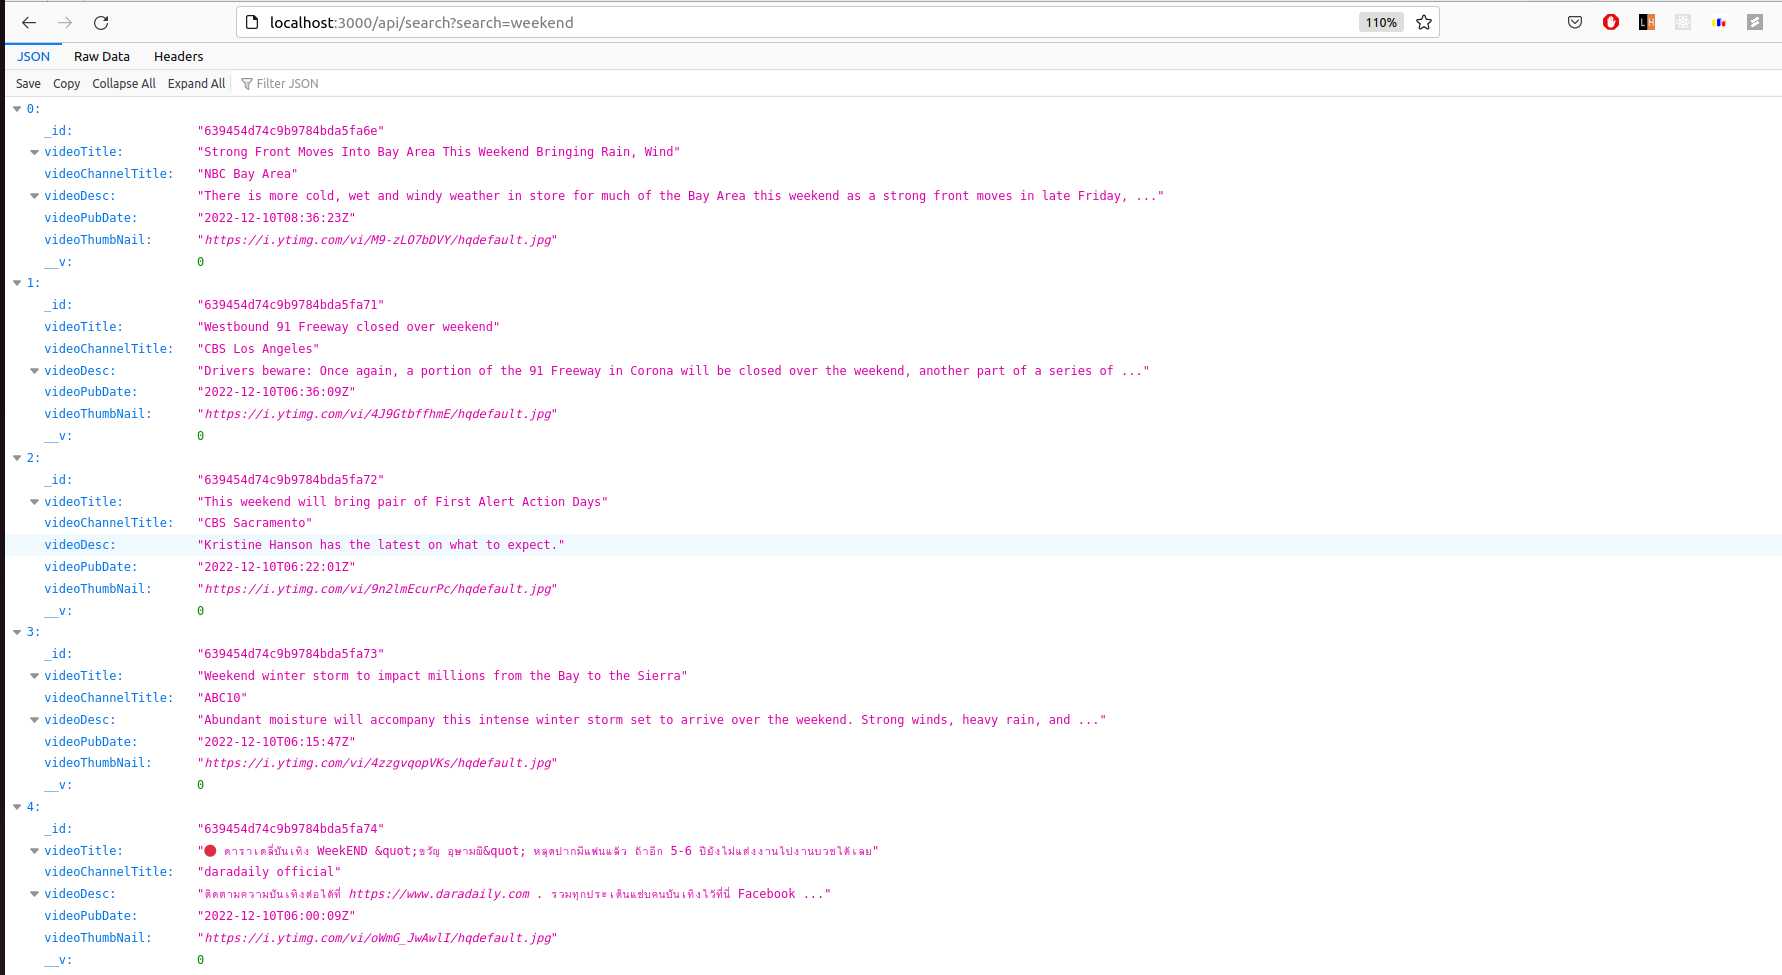 localhost:3000/api/search?search=weekend 110%
JSON Raw Data Headers
Save Copy Collapse All Expand All Filter JSON
0:
_id: "639454d74c9b9784bda5fa6e"
videoTitle: "Strong Front Moves Into Bay Area This Weekend Bringing Rain, Wind"
videoChannelTitle: "NBC Bay Area"
videoDesc: "There is more cold, wet and windy weather in store for much of the Bay Area this weekend as a strong front moves in late Friday, ..."
videoPubDate: "2022-12-10T08:36:23Z"
videoThumbNail: "https://i.ytimg.com/vi/M9-zLO7bDVY/hqdefault.jpg"
__v: 0
1:
_id: "639454d74c9b9784bda5fa71"
videoTitle: "Westbound 91 Freeway closed over weekend"
videoChannelTitle: "CBS Los Angeles"
videoDesc: "Drivers beware: Once again, a portion of the 91 Freeway in Corona will be closed over the weekend, another part of a series of ..."
videoPubDate: "2022-12-10T06:36:09Z"
videoThumbNail: "https://i.ytimg.com/vi/4J9GtbffhmE/hqdefault.jpg"
__v: 0
2:
_id: "639454d74c9b9784bda5fa72"
videoTitle: "This weekend will bring pair of First Alert Action Days"
videoChannelTitle: "CBS Sacramento"
videoDesc: "Kristine Hanson has the latest on what to expect."
videoPubDate: "2022-12-10T06:22:01Z"
videoThumbNail: "https://i.ytimg.com/vi/9n2lmEcurPc/hqdefault.jpg"
__v: 0
3:
_id: "639454d74c9b9784bda5fa73"
videoTitle: "Weekend winter storm to impact millions from the Bay to the Sierra"
videoChannelTitle: "ABC10"
videoDesc: "Abundant moisture will accompany this intense winter storm set to arrive over the weekend. Strong winds, heavy rain, and ..."
videoPubDate: "2022-12-10T06:15:47Z"
videoThumbNail: "https://i.ytimg.com/vi/4zzgvqopVKs/hqdefault.jpg"
__v: 0
4:
_id: "639454d74c9b9784bda5fa74"
videoTitle: "🔴 ดาราเดลี่บันเทิง WeekEND &quot;ขวัญ อุษามณี&quot; หลุดปากมีแฟนแล้ว ถ้าอีก 5-6 ปียังไม่แต่งงานไปงานบวชได้เลย"
videoChannelTitle: "daradaily official"
videoDesc: "ติดตามความบันเทิงต่อได้ที่ https://www.daradaily.com . รวมทุกประเด็นแซ่บคนบันเทิงไว้ที่นี่ Facebook ..."
videoPubDate: "2022-12-10T06:00:09Z"
videoThumbNail: "https://i.ytimg.com/vi/oWmG_JwAwlI/hqdefault.jpg"
__v: 0